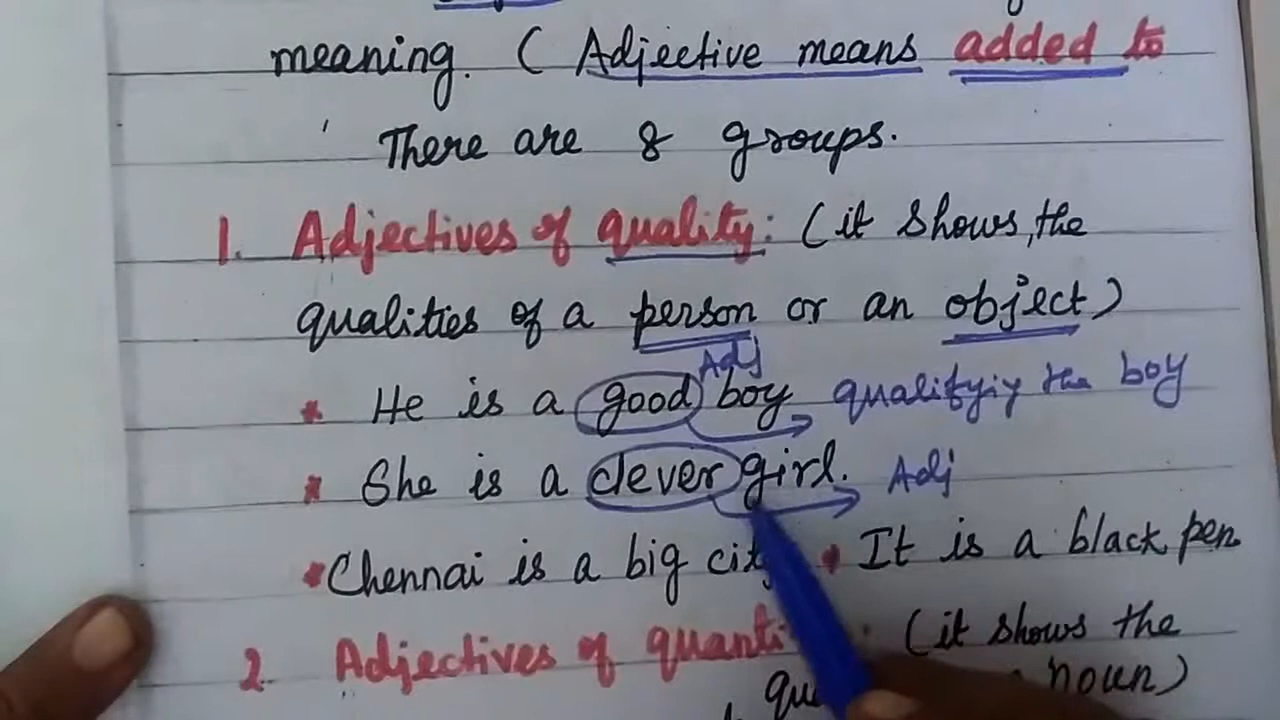 meaning. ( Adjective means added to
There are 8 groups.
1. Adjectives of quality: (it shows, the
qualities of a person or an object)
Adj
* He is a good boy qualifyiy the boy
* She is a clever girl. Adj
* Chennai is a big city * It is a black pen
2. Adjectives of (it shows the
noun)